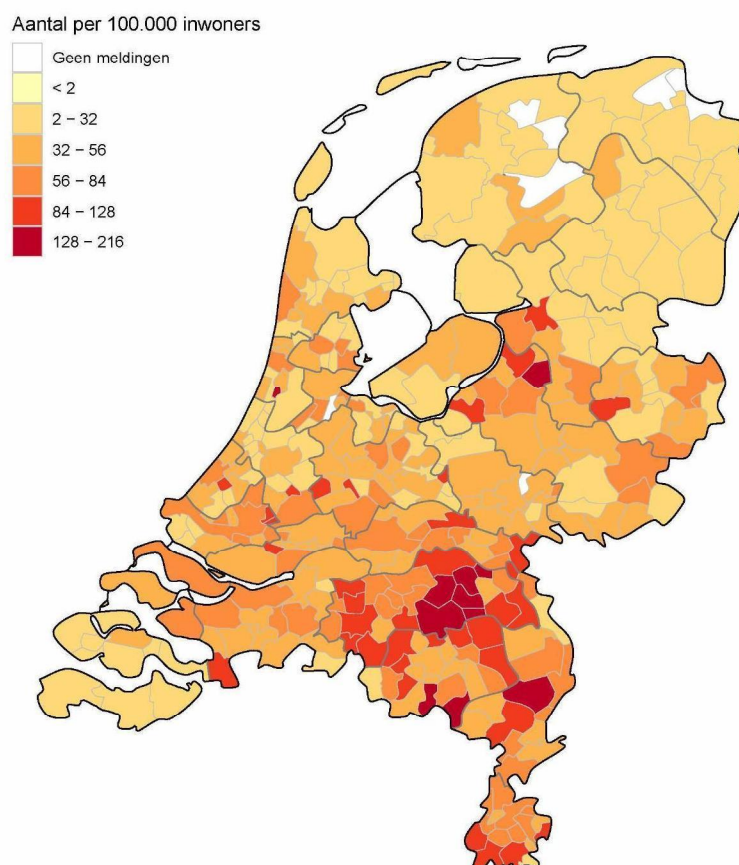 Aantal per 100.000 inwoners
Geen meldingen
< 2
2 – 32
32 – 56
56 – 84
84 – 128
128 – 216